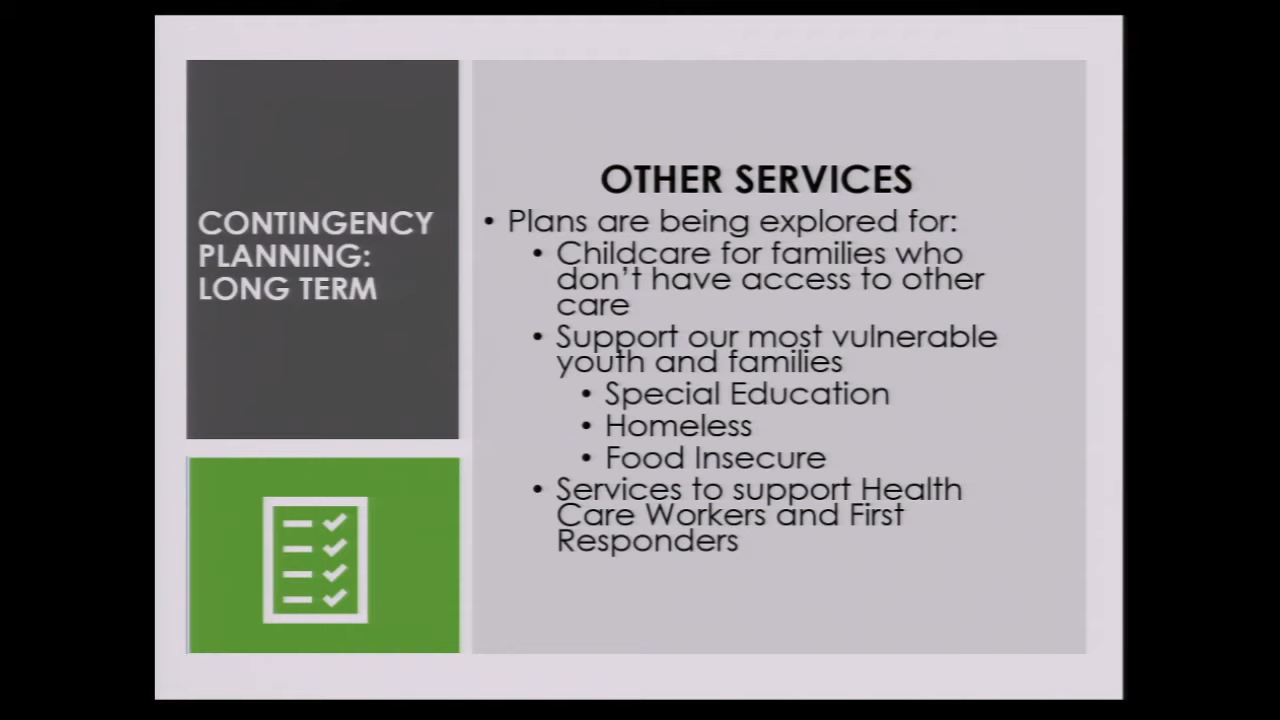 CONTINGENCY
PLANNING:
LONG TERM
OTHER SERVICES
• Plans are being explored for:
• Childcare for families who
don't have access to other
care
• Support our most vulnerable
youth and families
• Special Education
• Homeless
• Food Insecure
• Services to support Health
Care Workers and First
Responders